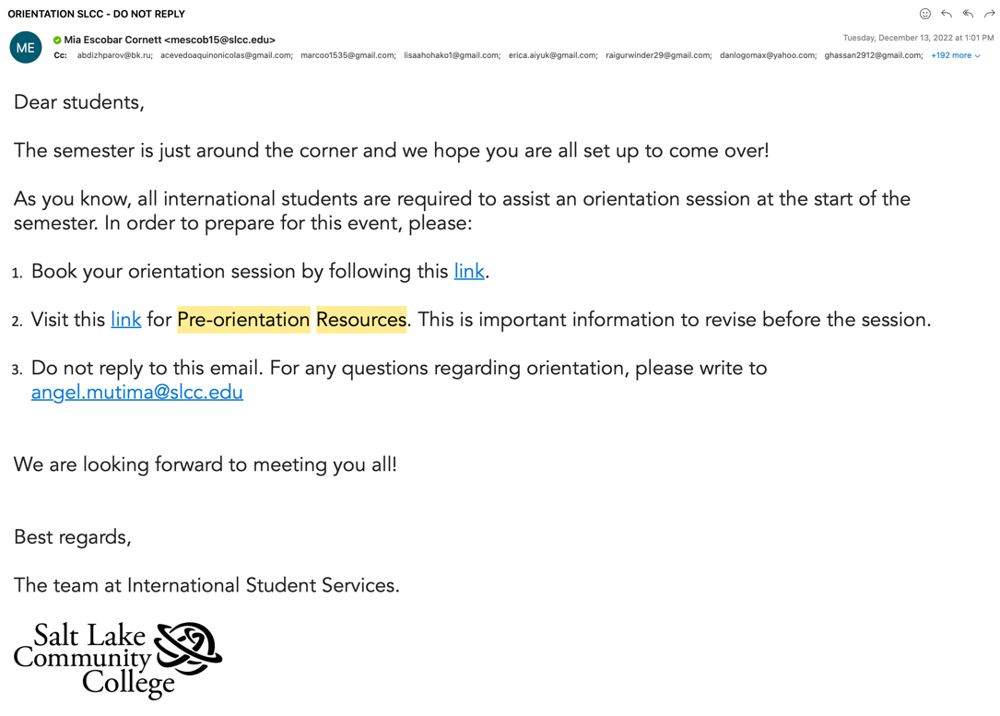 ORIENTATION SLCC - DO NOT REPLY
ME
Mia Escobar Cornett <mescob15@slcc.edu>
Tuesday, December 13, 2022 at 1:01 PM
Cc: abdizhparov@bk.ru; acevedoaquinonicolas@gmail.com; marcoo1535@gmail.com; lisaahohako1@gmail.com; erica.aiyuk@gmail.com; raigurwinder29@gmail.com; danlogomax@yahoo.com; ghassan2912@gmail.com; +192 more
Dear students,
The semester is just around the corner and we hope you are all set up to come over!
As you know, all international students are required to assist an orientation session at the start of the
semester. In order to prepare for this event, please:
1. Book your orientation session by following this link.
2. Visit this link for Pre-orientation Resources. This is important information to revise before the session.
3. Do not reply to this email. For any questions regarding orientation, please write to
angel.mutima@slcc.edu
We are looking forward to meeting you all!
Best regards,
The team at International Student Services.
Salt Lake
Community
College